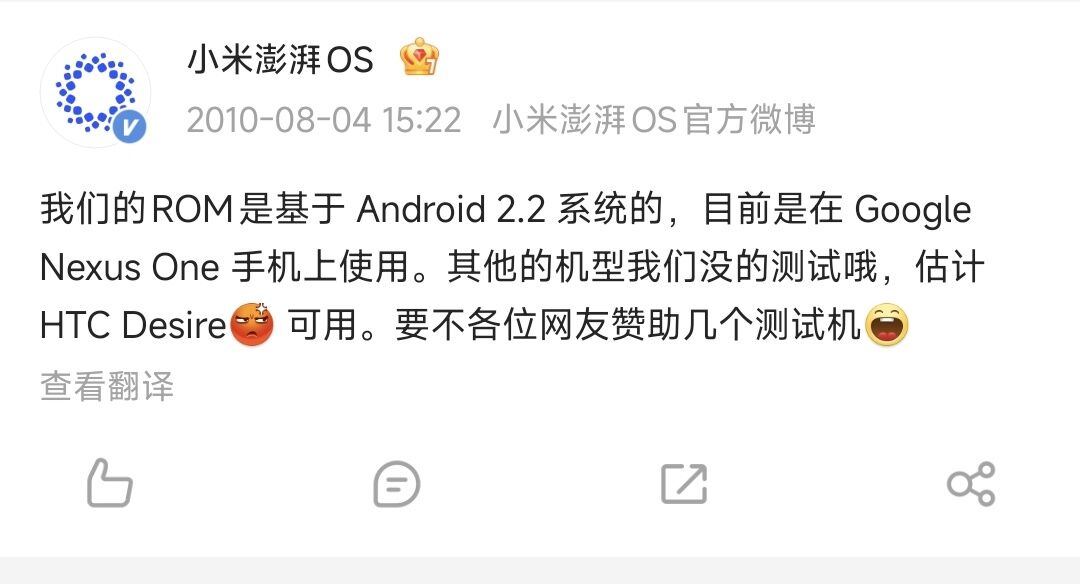 小米澎湃OS
2010-08-04 15:22 小米澎湃OS官方微博
我们的ROM是基于 Android 2.2 系统的，目前是在 Google
Nexus One 手机上使用。其他的机型我们没的测试哦，估计
HTC Desire 可用。要不各位网友赞助几个测试机
查看翻译